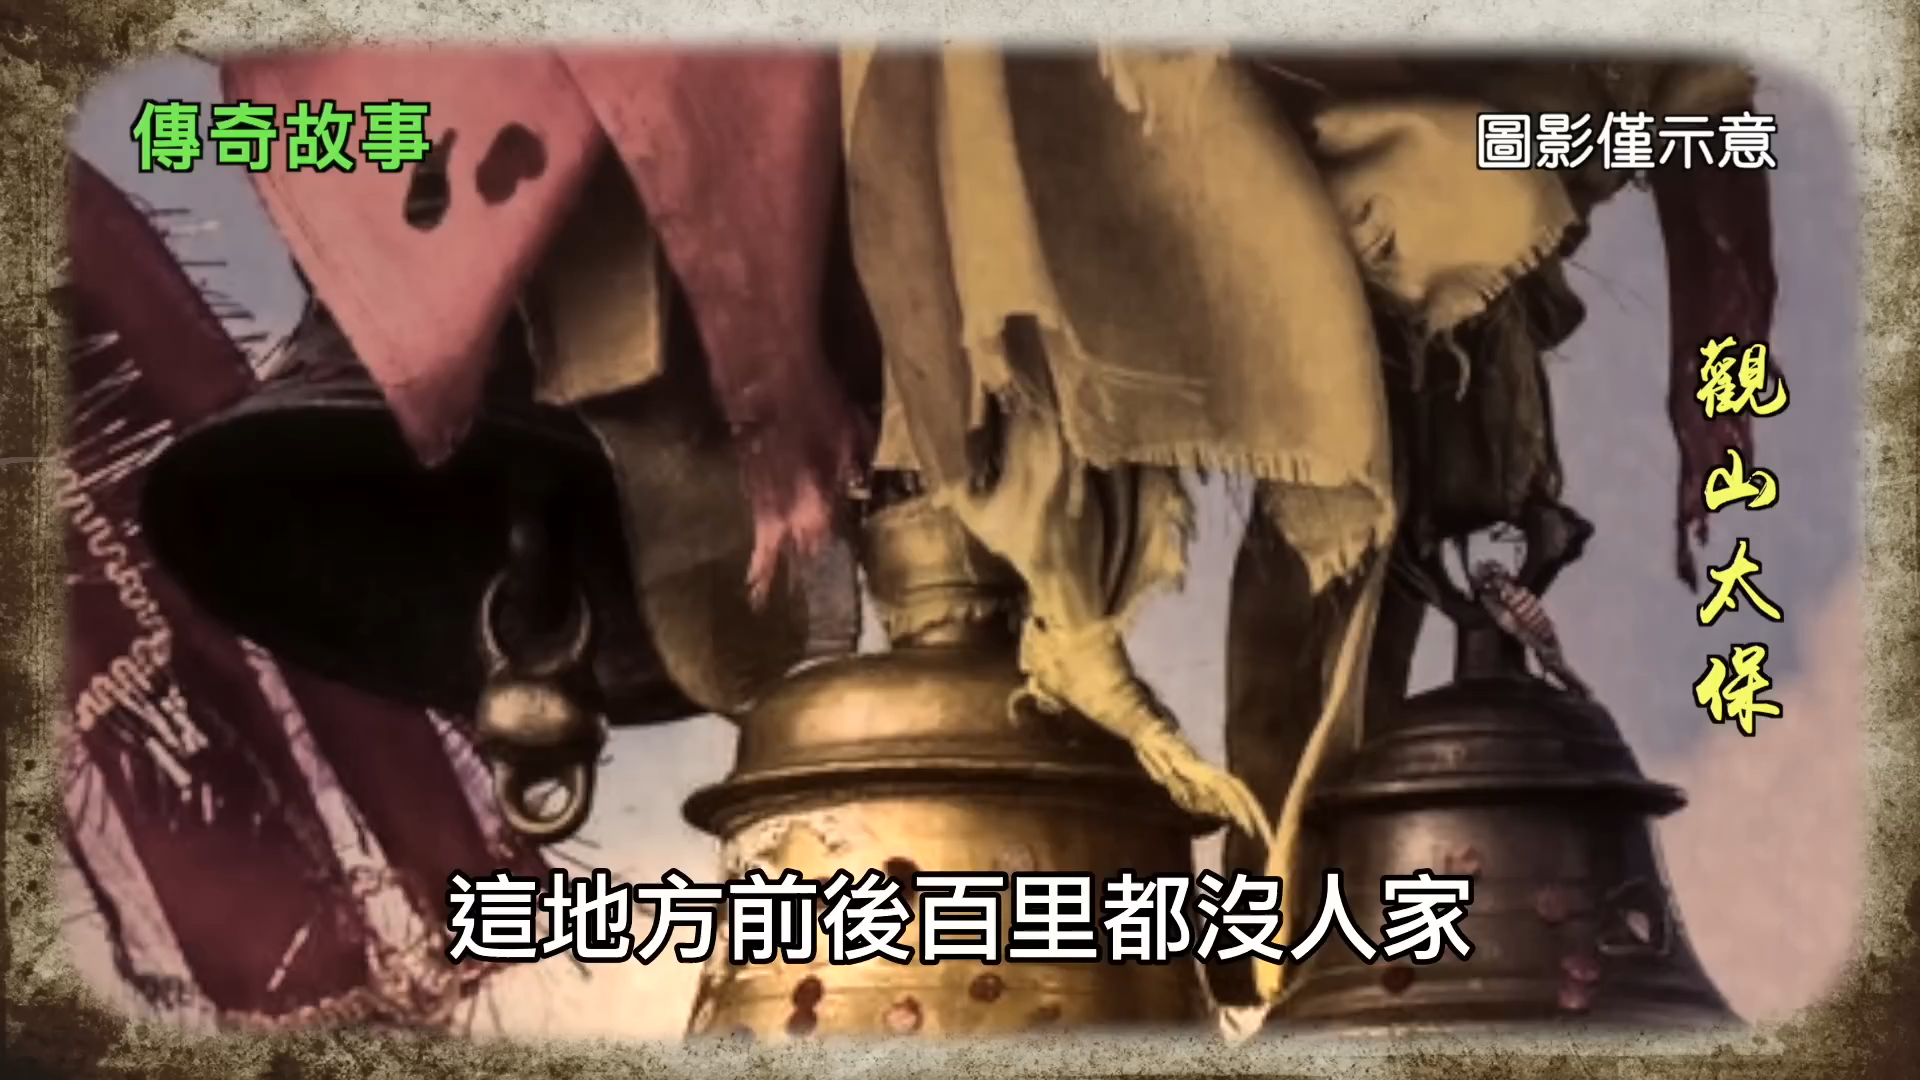 傳奇故事
圖影僅示意
觀山太保
這地方前後百里都沒人家